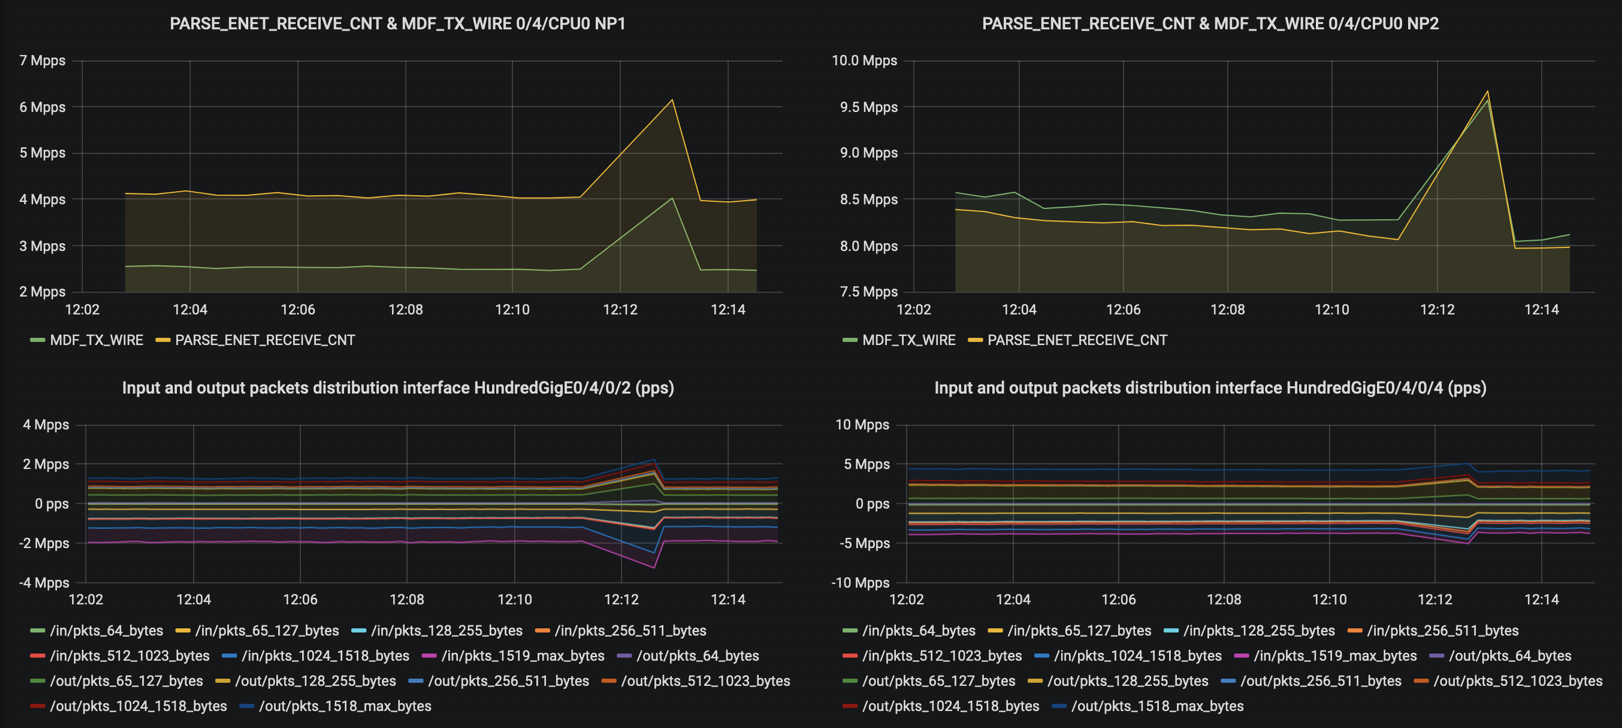 PARSE_ENET_RECEIVE_CNT & MDF_TX_WIRE 0/4/CPU0 NP1
7 Mpps
6 Mpps
5 Mpps
4 Mpps
3 Mpps
2 Mpps
12:02 12:04 12:06 12:08 12:10 12:12 12:14
MDF_TX_WIRE PARSE_ENET_RECEIVE_CNT
PARSE_ENET_RECEIVE_CNT & MDF_TX_WIRE 0/4/CPU0 NP2
10.0 Mpps
9.5 Mpps
9.0 Mpps
8.5 Mpps
8.0 Mpps
7.5 Mpps
12:02 12:04 12:06 12:08 12:10 12:12 12:14
MDF_TX_WIRE PARSE_ENET_RECEIVE_CNT
Input and output packets distribution interface HundredGigE0/4/0/2 (pps)
4 Mpps
2 Mpps
0 pps
-2 Mpps
-4 Mpps
12:02 12:04 12:06 12:08 12:10 12:12 12:14
/in/pkts_64_bytes /in/pkts_65_127_bytes /in/pkts_128_255_bytes /in/pkts_256_511_bytes
/in/pkts_512_1023_bytes /in/pkts_1024_1518_bytes /in/pkts_1519_max_bytes /out/pkts_64_bytes
/out/pkts_65_127_bytes /out/pkts_128_255_bytes /out/pkts_256_511_bytes /out/pkts_512_1023_bytes
/out/pkts_1024_1518_bytes /out/pkts_1518_max_bytes
Input and output packets distribution interface HundredGigE0/4/0/4 (pps)
10 Mpps
5 Mpps
0 pps
-5 Mpps
-10 Mpps
12:02 12:04 12:06 12:08 12:10 12:12 12:14
/in/pkts_64_bytes /in/pkts_65_127_bytes /in/pkts_128_255_bytes /in/pkts_256_511_bytes
/in/pkts_512_1023_bytes /in/pkts_1024_1518_bytes /in/pkts_1519_max_bytes /out/pkts_64_bytes
/out/pkts_65_127_bytes /out/pkts_128_255_bytes /out/pkts_256_511_bytes /out/pkts_512_1023_bytes
/out/pkts_1024_1518_bytes /out/pkts_1518_max_bytes